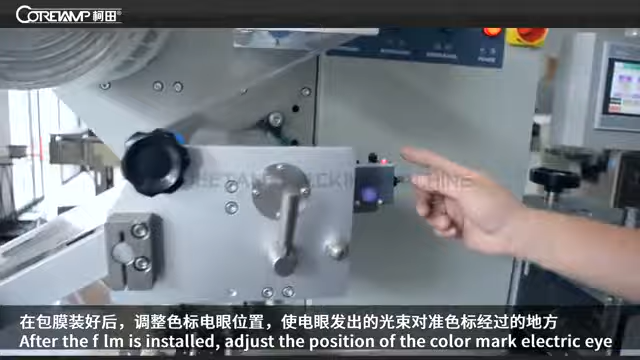 CORETAMP 柯田®
在包膜装好后，调整色标电眼位置，使电眼发出的光束对准色标经过的地方
After the f lm is installed, adjust the position of the color mark electric eye